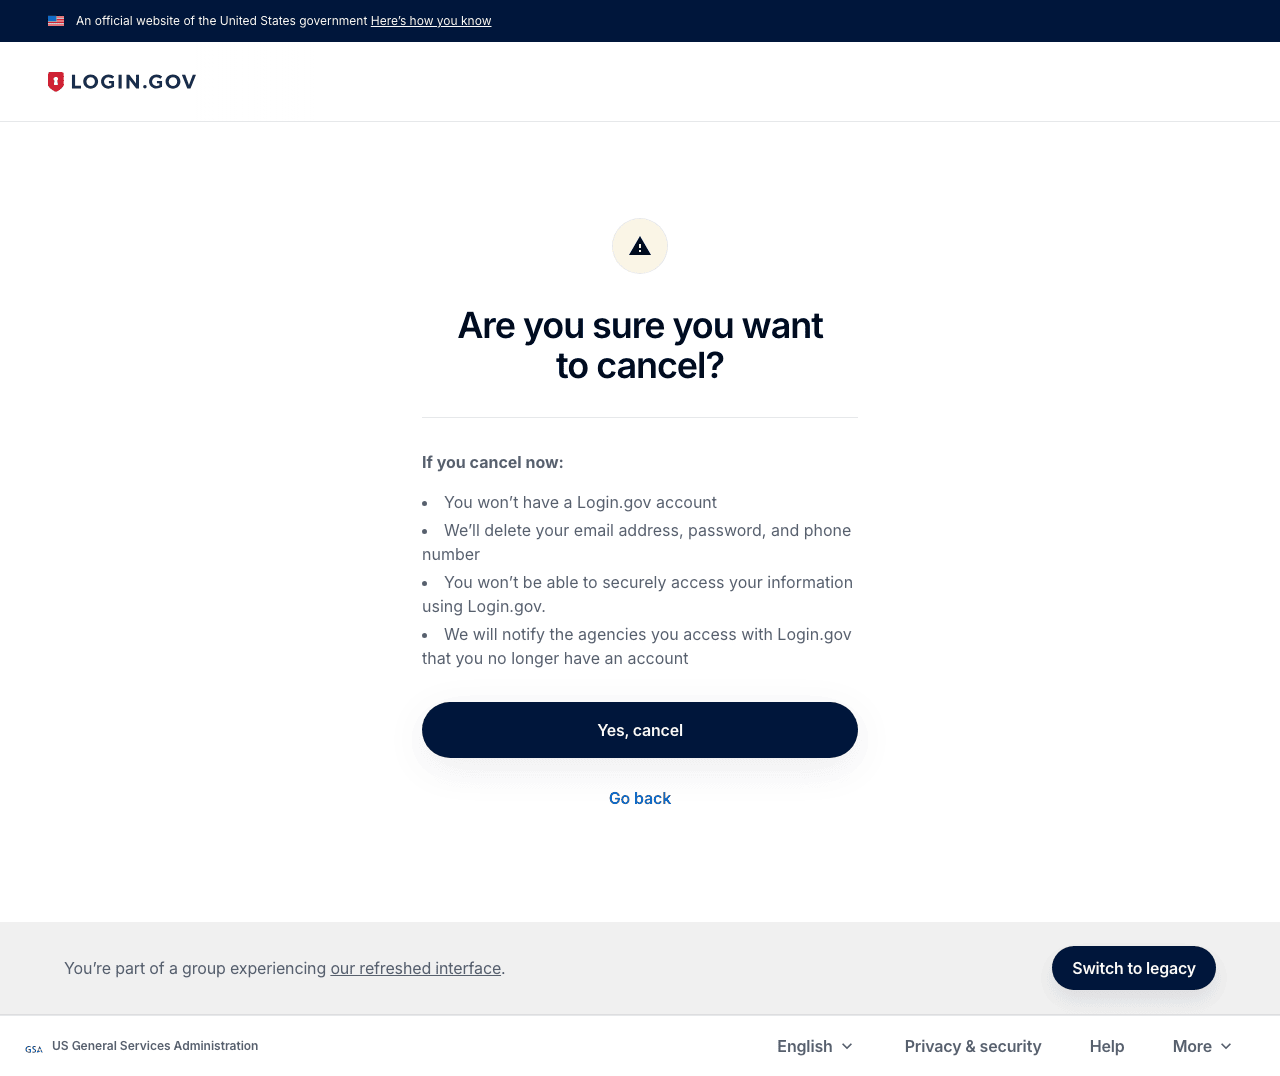 An official website of the United States government Here’s how you know
LOGIN.GOV
Are you sure you want
to cancel?
If you cancel now:
• You won’t have a Login.gov account
• We’ll delete your email address, password, and phone
number
• You won’t be able to securely access your information
using Login.gov.
• We will notify the agencies you access with Login.gov
that you no longer have an account
Yes, cancel
Go back
You’re part of a group experiencing our refreshed interface.
Switch to legacy
GSA US General Services Administration
English
Privacy & security
Help
More